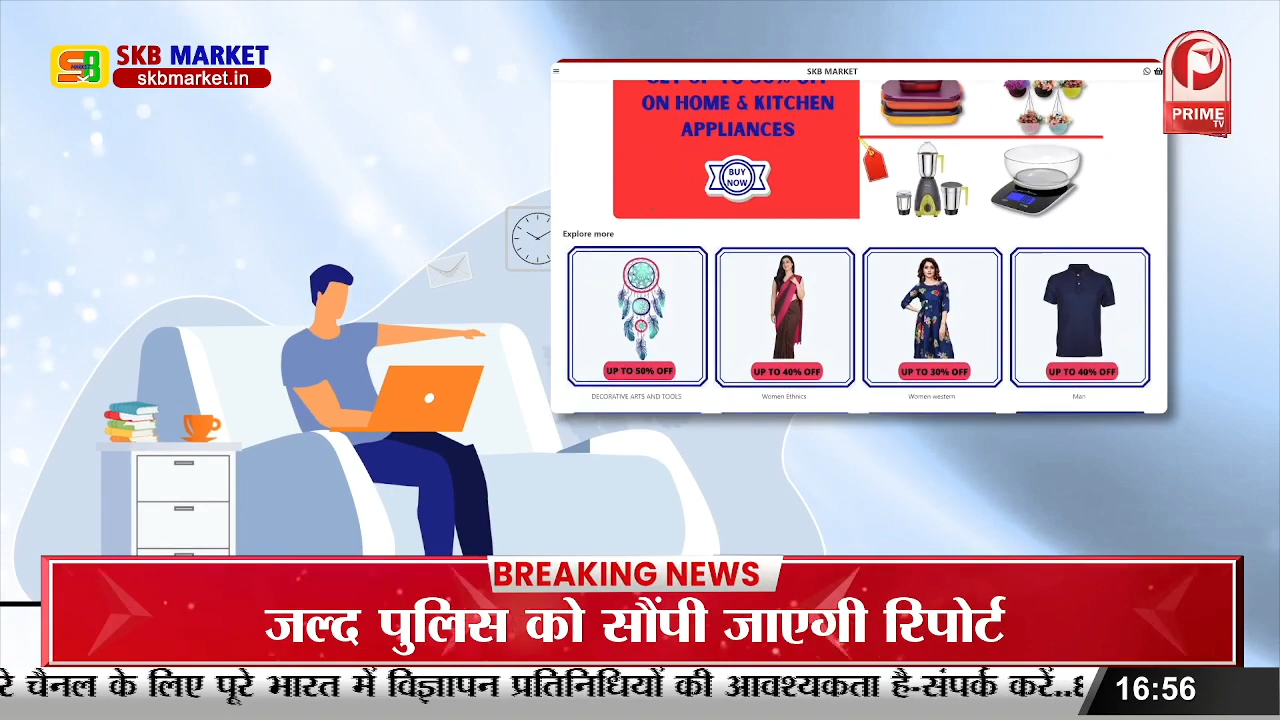 SKB MARKET
skbmarket.in
SKB MARKET
ON HOME & KITCHEN
APPLIANCES
BUY
NOW
Explore more
UP TO 50% OFF
UP TO 40% OFF
UP TO 30% OFF
UP TO 40% OFF
DECORATIVE ARTS AND TOOLS
Women Ethnics
Women western
Man
PRIME
TV
BREAKING NEWS
जल्द पुलिस को सौंपी जाएगी रिपोर्ट
चैनल के लिए पूरे भारत में विज्ञापन प्रतिनिधियों की आवश्यकता है-संपर्क करें..
16:56